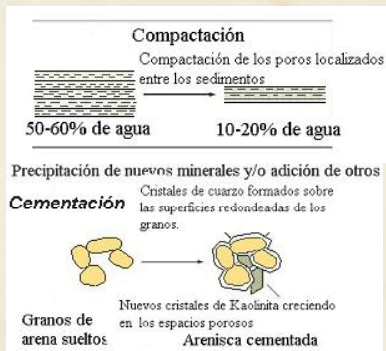 Compactación
Compactación de los poros localizados
entre los sedimentos
50-60% de agua
10-20% de agua
Precipitación de nuevos minerales y/o adición de otros
Cementación
Cristales de cuarzo formados sobre
las superficies redondeadas de los
granos.
Nuevos cristales de Kaolinita creciendo
en los espacios porosos
Granos de
arena sueltos
Arenisca cementada